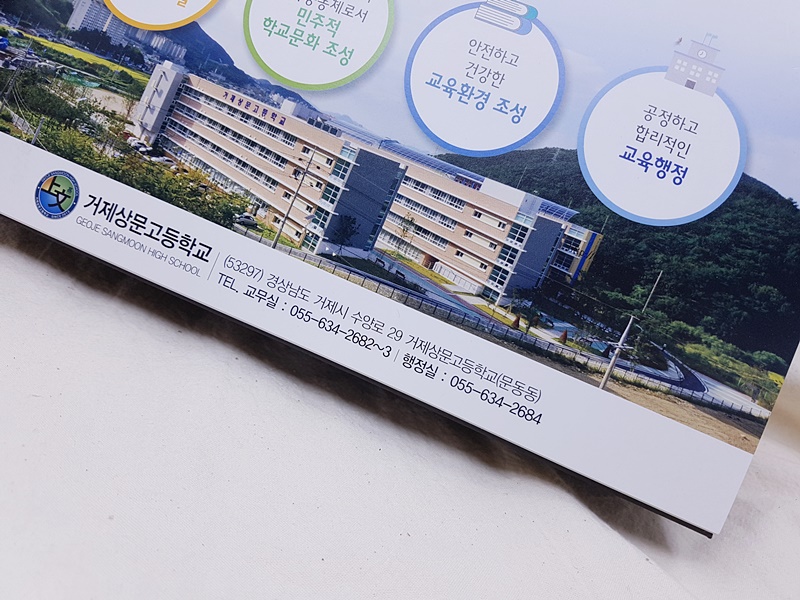 민주적
학교문화 조성
안전하고
건강한
교육환경 조성
공정하고
합리적인
교육행정
거제상문고등학교
上文
거제상문고등학교
GEOJE SANGMOON HIGH SCHOOL
(53297) 경상남도 거제시 수양로 29 거제상문고등학교(문동동)
TEL. 교무실 : 055-634-2682~3 | 행정실 : 055-634-2684